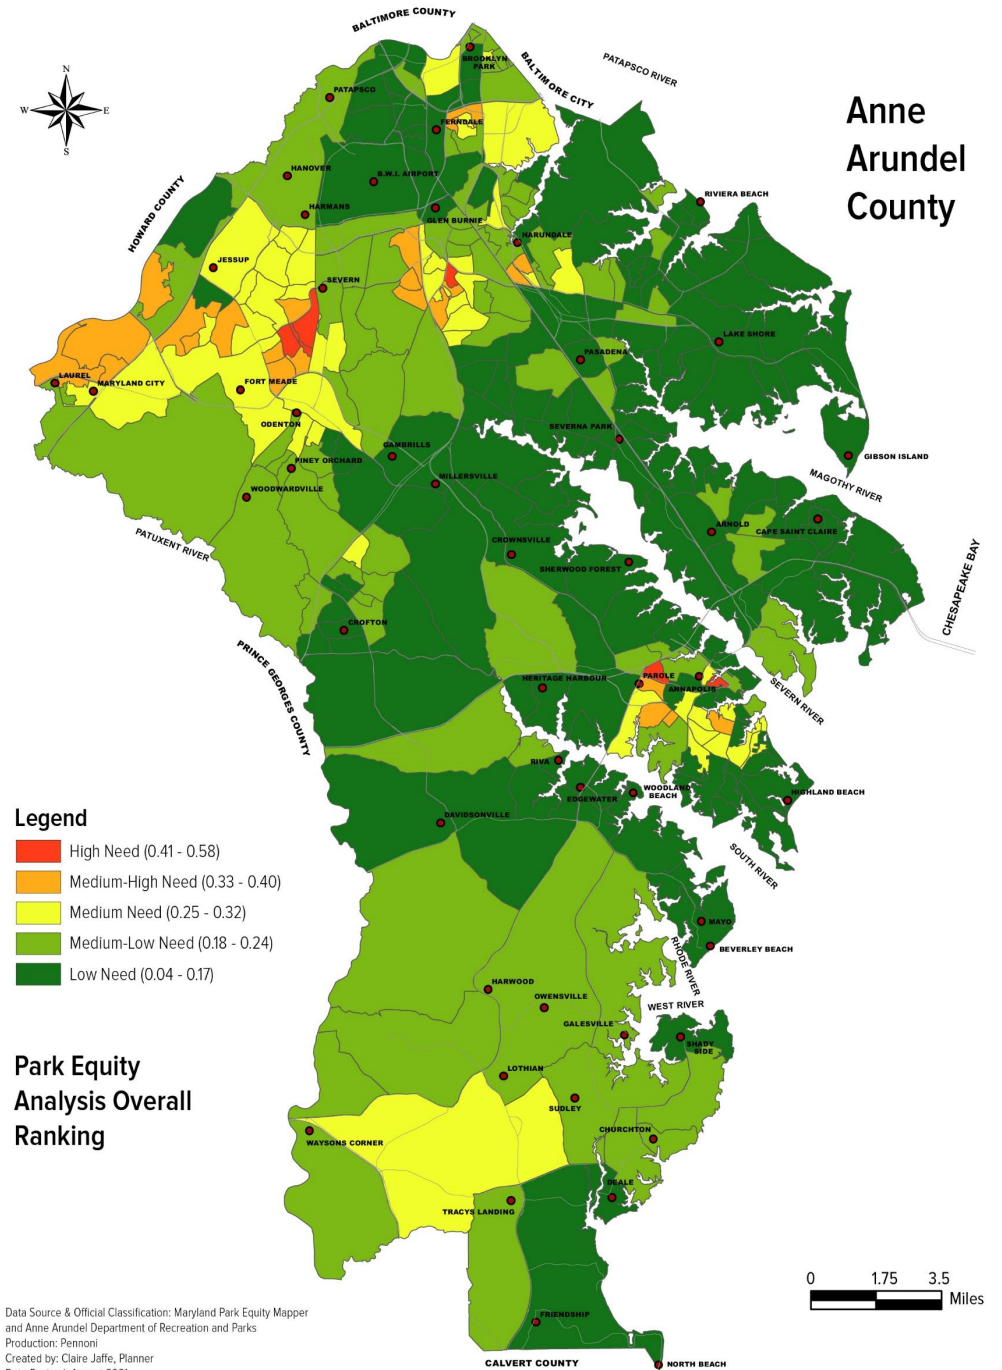 BALTIMORE COUNTY
BALTIMORE CITY
PATAPSCO RIVER
N
W
E
S
Anne
Arundel
County
BROOKLYN
PARK
PATAPSCO
FERNDALE
HANOVER
B.W.I. AIRPORT
HOWARD COUNTY
HARMANS
GLEN BURNIE
RIVIERA BEACH
HARUNDALE
JESSUP
SEVERN
LAKE SHORE
PASADENA
LAUREL
MARYLAND CITY
FORT MEADE
ODENTON
SEVERNA PARK
GAMBRILLS
GIBSON ISLAND
PINEY ORCHARD
MILLERSVILLE
MAGOTHY RIVER
WOODWARDVILLE
ARNOLD
CAPE SAINT CLAIRE
PATUXENT RIVER
CROWNSVILLE
SHERWOOD FOREST
CHESAPEAKE BAY
CROFTON
PRINCE GEORGES COUNTY
HERITAGE HARBOUR
PAROLE
ANNAPOLIS
SEVERN RIVER
RIVA
EDGEWATER
WOODLAND
BEACH
HIGHLAND BEACH
DAVIDSONVILLE
SOUTH RIVER
Legend
High Need (0.41 - 0.58)
Medium-High Need (0.33 - 0.40)
Medium Need (0.25 - 0.32)
Medium-Low Need (0.18 - 0.24)
Low Need (0.04 - 0.17)
MAYO
BEVERLEY BEACH
RHODE RIVER
HARWOOD
OWENSVILLE
WEST RIVER
GALESVILLE
SHADY
SIDE
Park Equity
Analysis Overall
Ranking
LOTHIAN
SUDLEY
WAYSONS CORNER
CHURCHTON
DEALE
TRACYS LANDING
0 1.75 3.5
Miles
FRIENDSHIP
CALVERT COUNTY
NORTH BEACH
Data Source & Official Classification: Maryland Park Equity Mapper
and Anne Arundel Department of Recreation and Parks
Production: Pennoni
Created by: Claire Jaffe, Planner